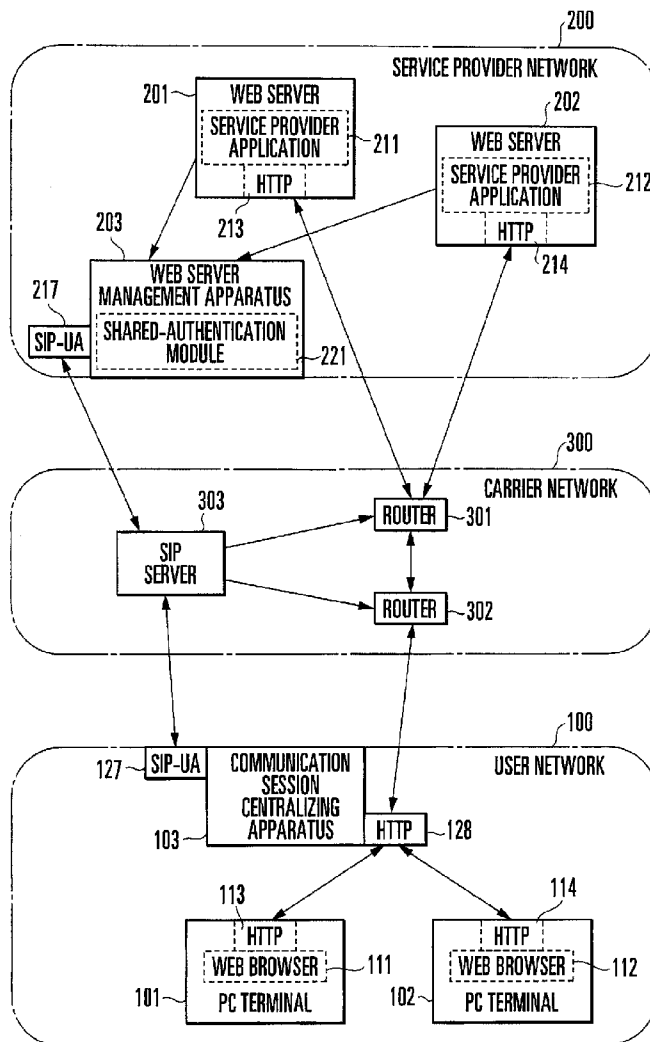 200
SERVICE PROVIDER NETWORK
201
WEB SERVER
SERVICE PROVIDER
APPLICATION
211
HTTP
213
202
WEB SERVER
SERVICE PROVIDER
APPLICATION
212
HTTP
214
203
WEB SERVER
MANAGEMENT APPARATUS
217
SIP-UA
SHARED-AUTHENTICATION
MODULE
221
300
CARRIER NETWORK
303
SIP
SERVER
ROUTER
301
ROUTER
302
100
USER NETWORK
127
SIP-UA
COMMUNICATION
SESSION
CENTRALIZING
APPARATUS
103
HTTP
128
113
HTTP
WEB BROWSER
111
101
PC TERMINAL
114
HTTP
WEB BROWSER
112
102
PC TERMINAL